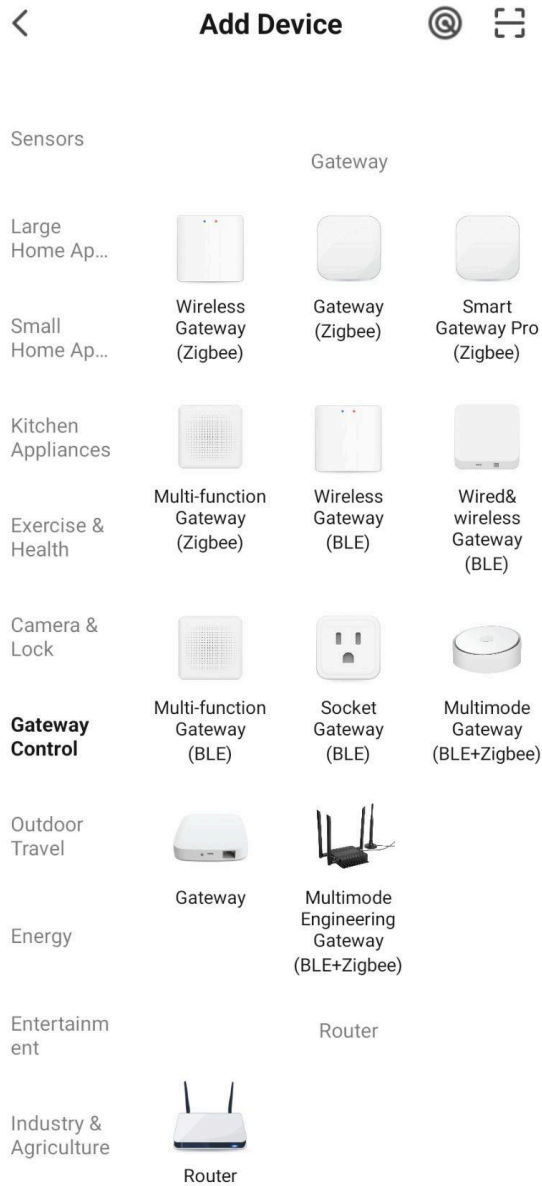 Add Device
Sensors
Large
Home Ap...
Small
Home Ap...
Kitchen
Appliances
Exercise &
Health
Camera &
Lock
Gateway
Control
Outdoor
Travel
Energy
Entertainm
ent
Industry &
Agriculture
Gateway
Wireless
Gateway
(Zigbee)
Gateway
(Zigbee)
Smart
Gateway Pro
(Zigbee)
Multi-function
Gateway
(Zigbee)
Wireless
Gateway
(BLE)
Wired&
wireless
Gateway
(BLE)
Multi-function
Gateway
(BLE)
Socket
Gateway
(BLE)
Multimode
Gateway
(BLE+Zigbee)
Gateway
Multimode
Engineering
Gateway
(BLE+Zigbee)
Router
Router